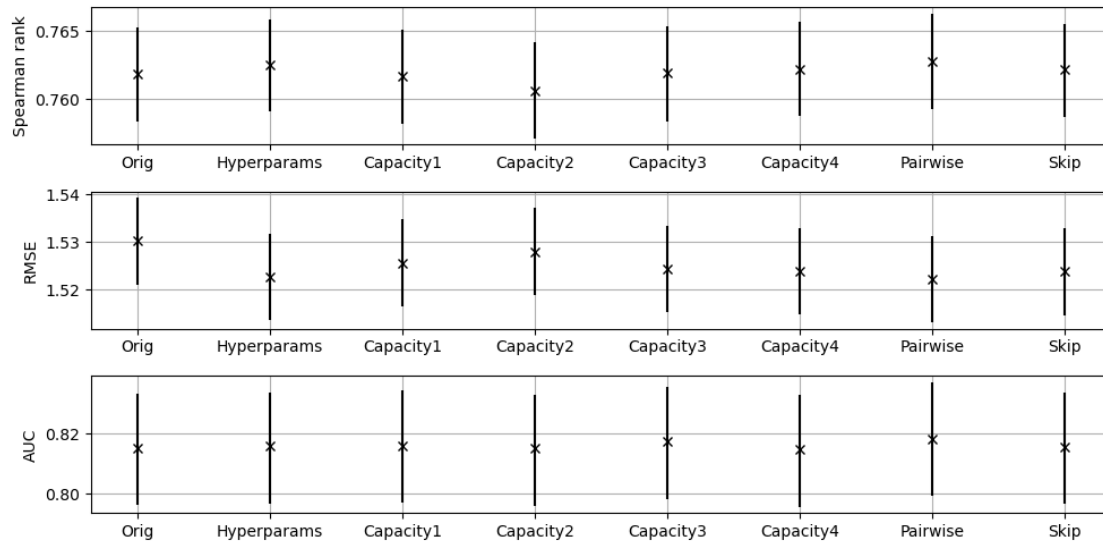 Spearman rank
0.765
0.760
Orig Hyperparams Capacity1 Capacity2 Capacity3 Capacity4 Pairwise Skip
RMSE
1.54
1.53
1.52
Orig Hyperparams Capacity1 Capacity2 Capacity3 Capacity4 Pairwise Skip
AUC
0.82
0.80
Orig Hyperparams Capacity1 Capacity2 Capacity3 Capacity4 Pairwise Skip